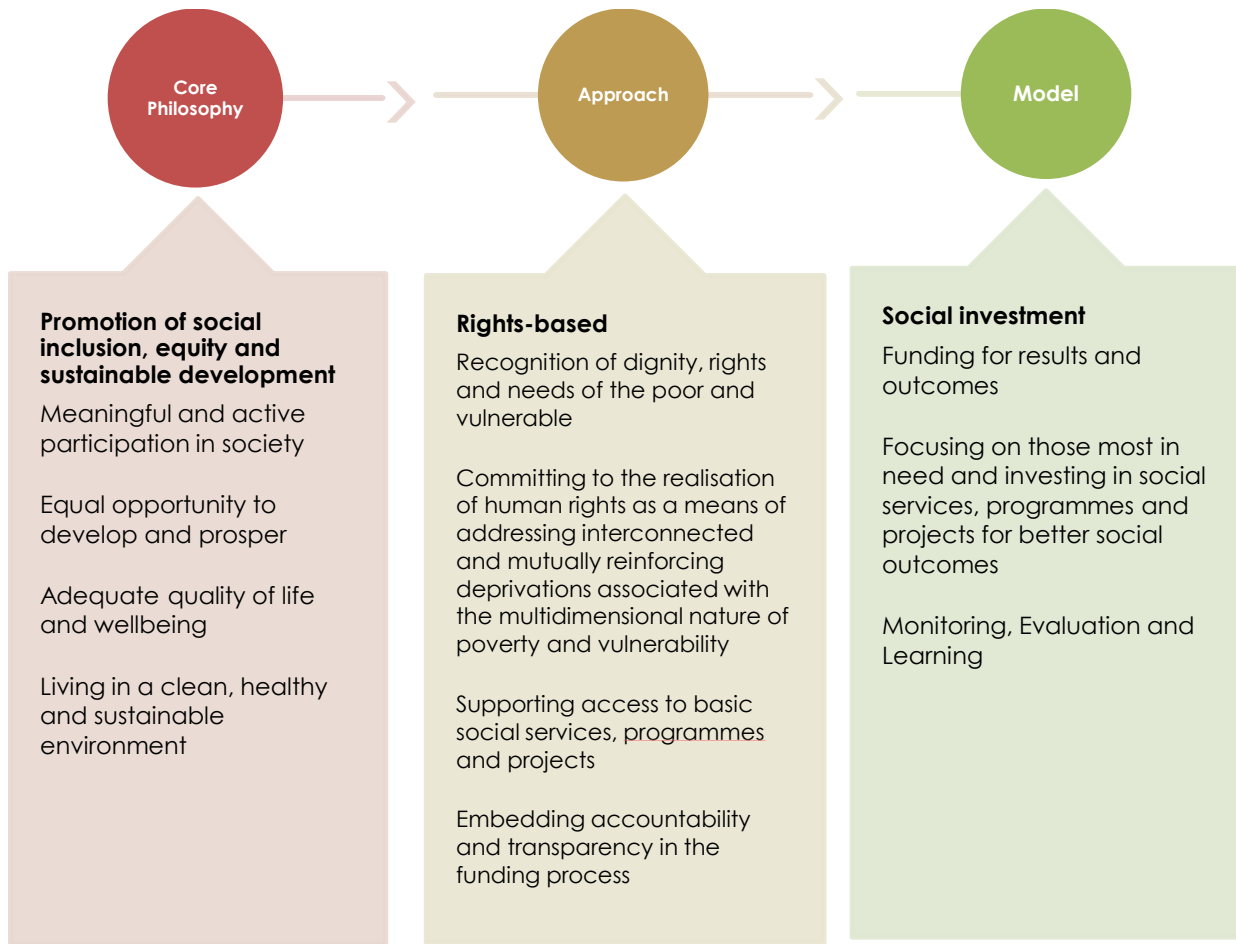 Core
Philosophy
Approach
Model
Promotion of social
inclusion, equity and
sustainable development
Meaningful and active
participation in society
Equal opportunity to
develop and prosper
Adequate quality of life
and wellbeing
Living in a clean, healthy
and sustainable
environment
Rights-based
Recognition of dignity, rights
and needs of the poor and
vulnerable
Committing to the realisation
of human rights as a means of
addressing interconnected
and mutually reinforcing
deprivations associated with
the multidimensional nature of
poverty and vulnerability
Supporting access to basic
social services, programmes
and projects
Embedding accountability
and transparency in the
funding process
Social investment
Funding for results and
outcomes
Focusing on those most in
need and investing in social
services, programmes and
projects for better social
outcomes
Monitoring, Evaluation and
Learning